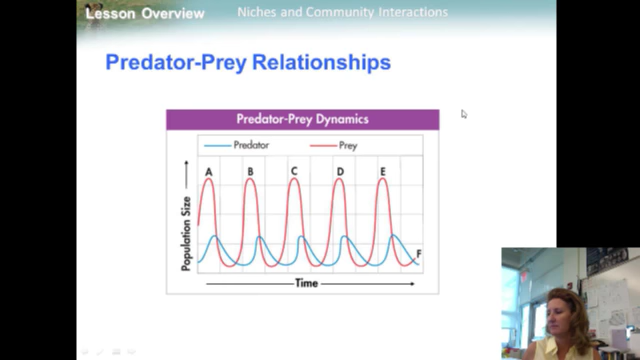 Lesson Overview
Niches and Community Interactions
Predator-Prey Relationships
Predator-Prey Dynamics
Predator
Prey
A
B
C
D
E
F
Population Size
Time